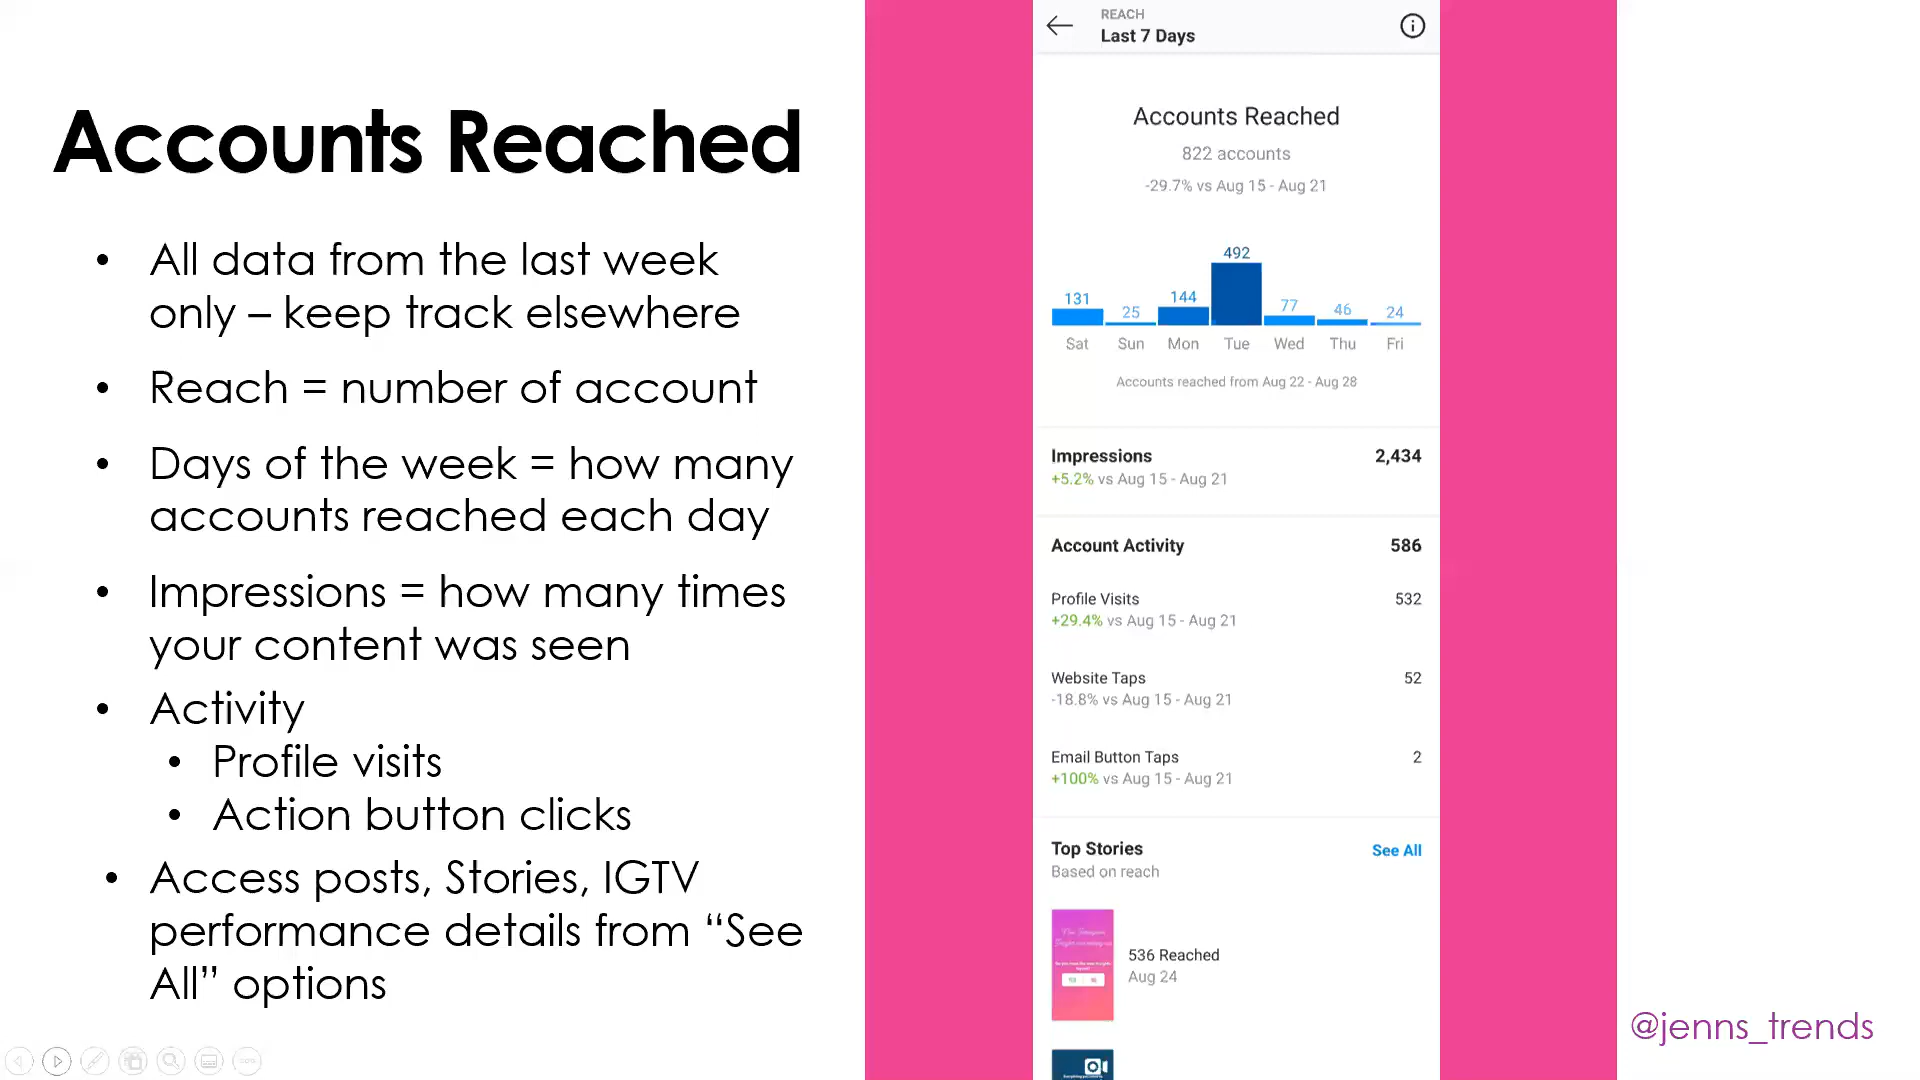 Accounts Reached
• All data from the last week
only – keep track elsewhere
• Reach = number of account
• Days of the week = how many
accounts reached each day
• Impressions = how many times
your content was seen
• Activity
• Profile visits
• Action button clicks
• Access posts, Stories, IGTV
performance details from “See
All” options
REACH
Last 7 Days
Accounts Reached
822 accounts
-29.7% vs Aug 15 - Aug 21
131 25 144 492 77 46 24
Sat Sun Mon Tue Wed Thu Fri
Accounts reached from Aug 22 - Aug 28
Impressions 2,434
+5.2% vs Aug 15 - Aug 21
Account Activity 586
Profile Visits 532
+29.4% vs Aug 15 - Aug 21
Website Taps 52
-18.8% vs Aug 15 - Aug 21
Email Button Taps 2
+100% vs Aug 15 - Aug 21
Top Stories See All
Based on reach
536 Reached
Aug 24
@jenns_trends